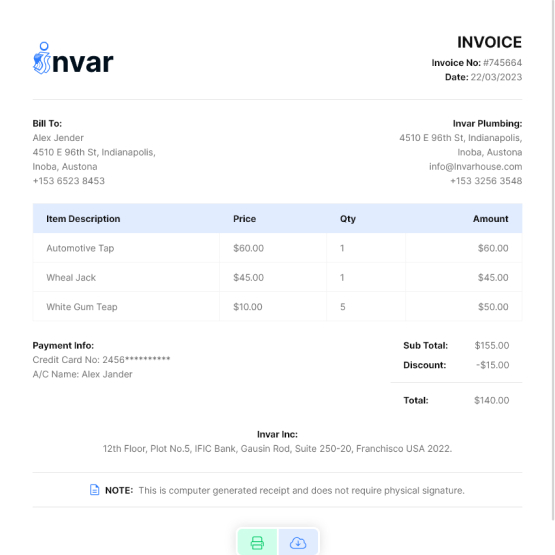 invar
INVOICE
Invoice No: #745664
Date: 22/03/2023
Bill To:
Alex Jender
4510 E 96th St, Indianapolis,
Inoba, Austona
+153 6523 8453
Invar Plumbing:
4510 E 96th St, Indianapolis,
Inoba, Austona
info@invarhouse.com
+153 3256 3548
Item Description Price Qty Amount
Automotive Tap $60.00 1 $60.00
Wheal Jack $45.00 1 $45.00
White Gum Teap $10.00 5 $50.00
Payment Info:
Credit Card No: 2456**********
A/C Name: Alex Jander
Sub Total: $155.00
Discount: -$15.00
Total: $140.00
Invar Inc:
12th Floor, Plot No.5, IFIC Bank, Gausin Rod, Suite 250-20, Franchisco USA 2022.
NOTE: This is computer generated receipt and does not require physical signature.